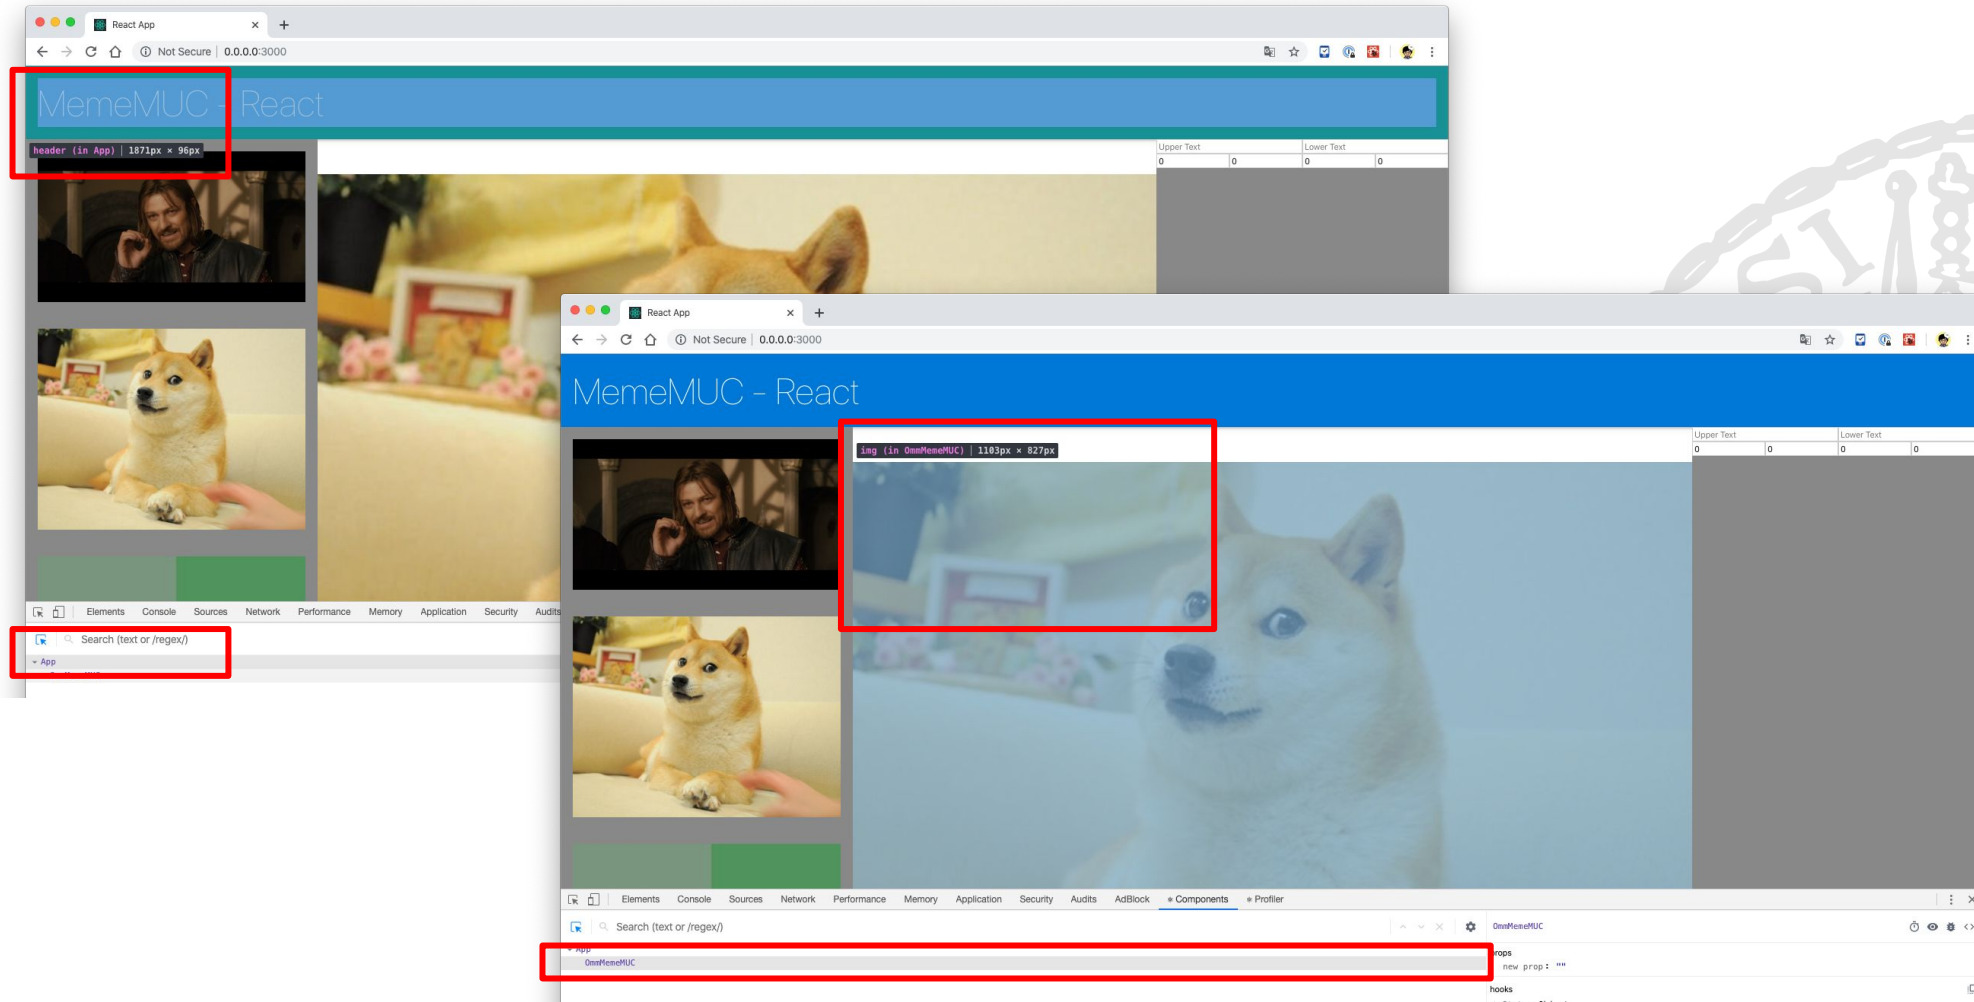 React App
Not Secure | 0.0.0.0:3000
MemeMUC - React
header (in App) | 1871px × 96px
Upper Text Lower Text
0 0 0 0
Elements Console Sources Network Performance Memory Application Security Audits
Search (text or /regex/)
App
React App
Not Secure | 0.0.0.0:3000
MemeMUC - React
img (in OmmMemeMUC) | 1103px × 827px
Upper Text Lower Text
0 0 0 0
Elements Console Sources Network Performance Memory Application Security Audits AdBlock Components Profiler
Search (text or /regex/)
OmmMemeMUC
App
OmmMemeMUC
props
new prop: ""
hooks